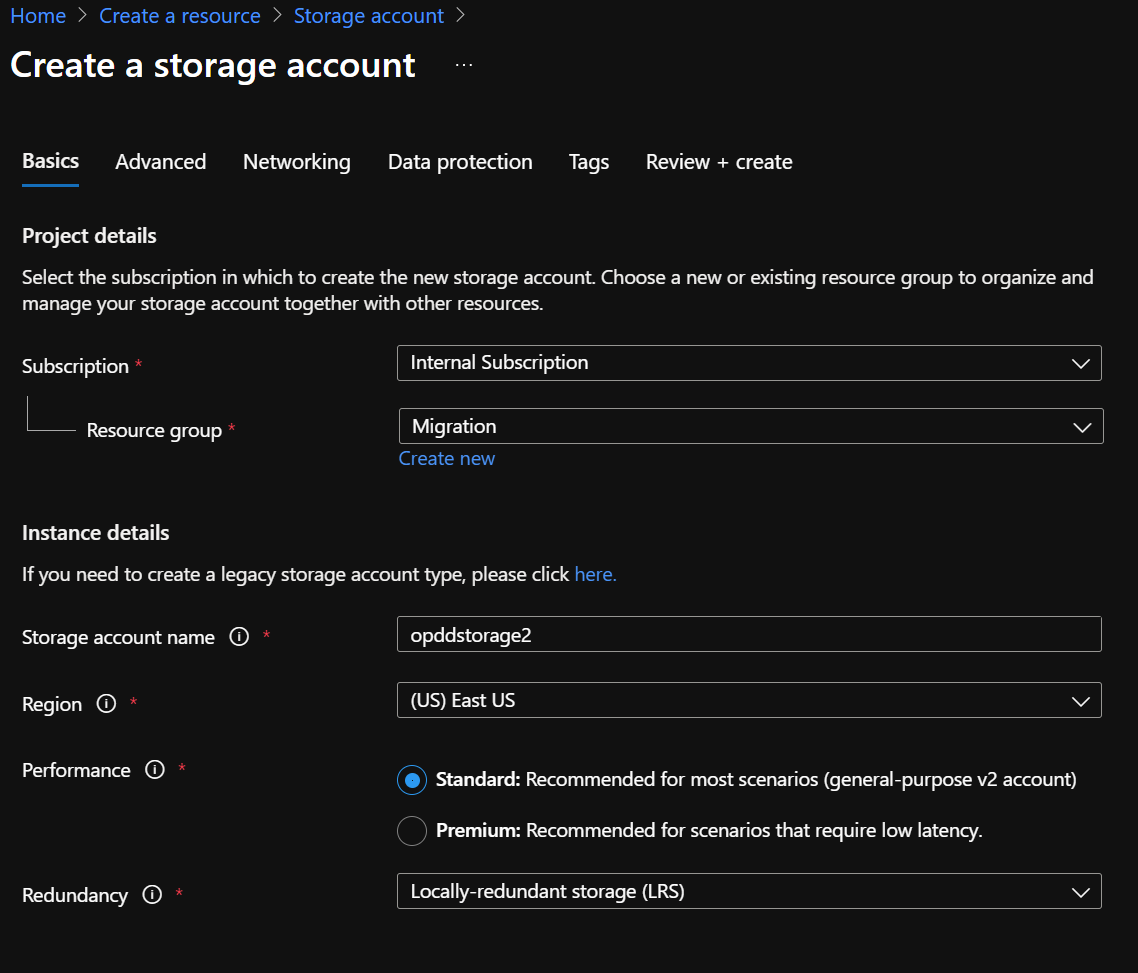 Home > Create a resource > Storage account >
Create a storage account ...
Basics Advanced Networking Data protection Tags Review + create
Project details
Select the subscription in which to create the new storage account. Choose a new or existing resource group to organize and
manage your storage account together with other resources.
Subscription * Internal Subscription
Resource group * Migration
Create new
Instance details
If you need to create a legacy storage account type, please click here.
Storage account name * opddstorage2
Region * (US) East US
Performance * Standard: Recommended for most scenarios (general-purpose v2 account)
Premium: Recommended for scenarios that require low latency.
Redundancy * Locally-redundant storage (LRS)